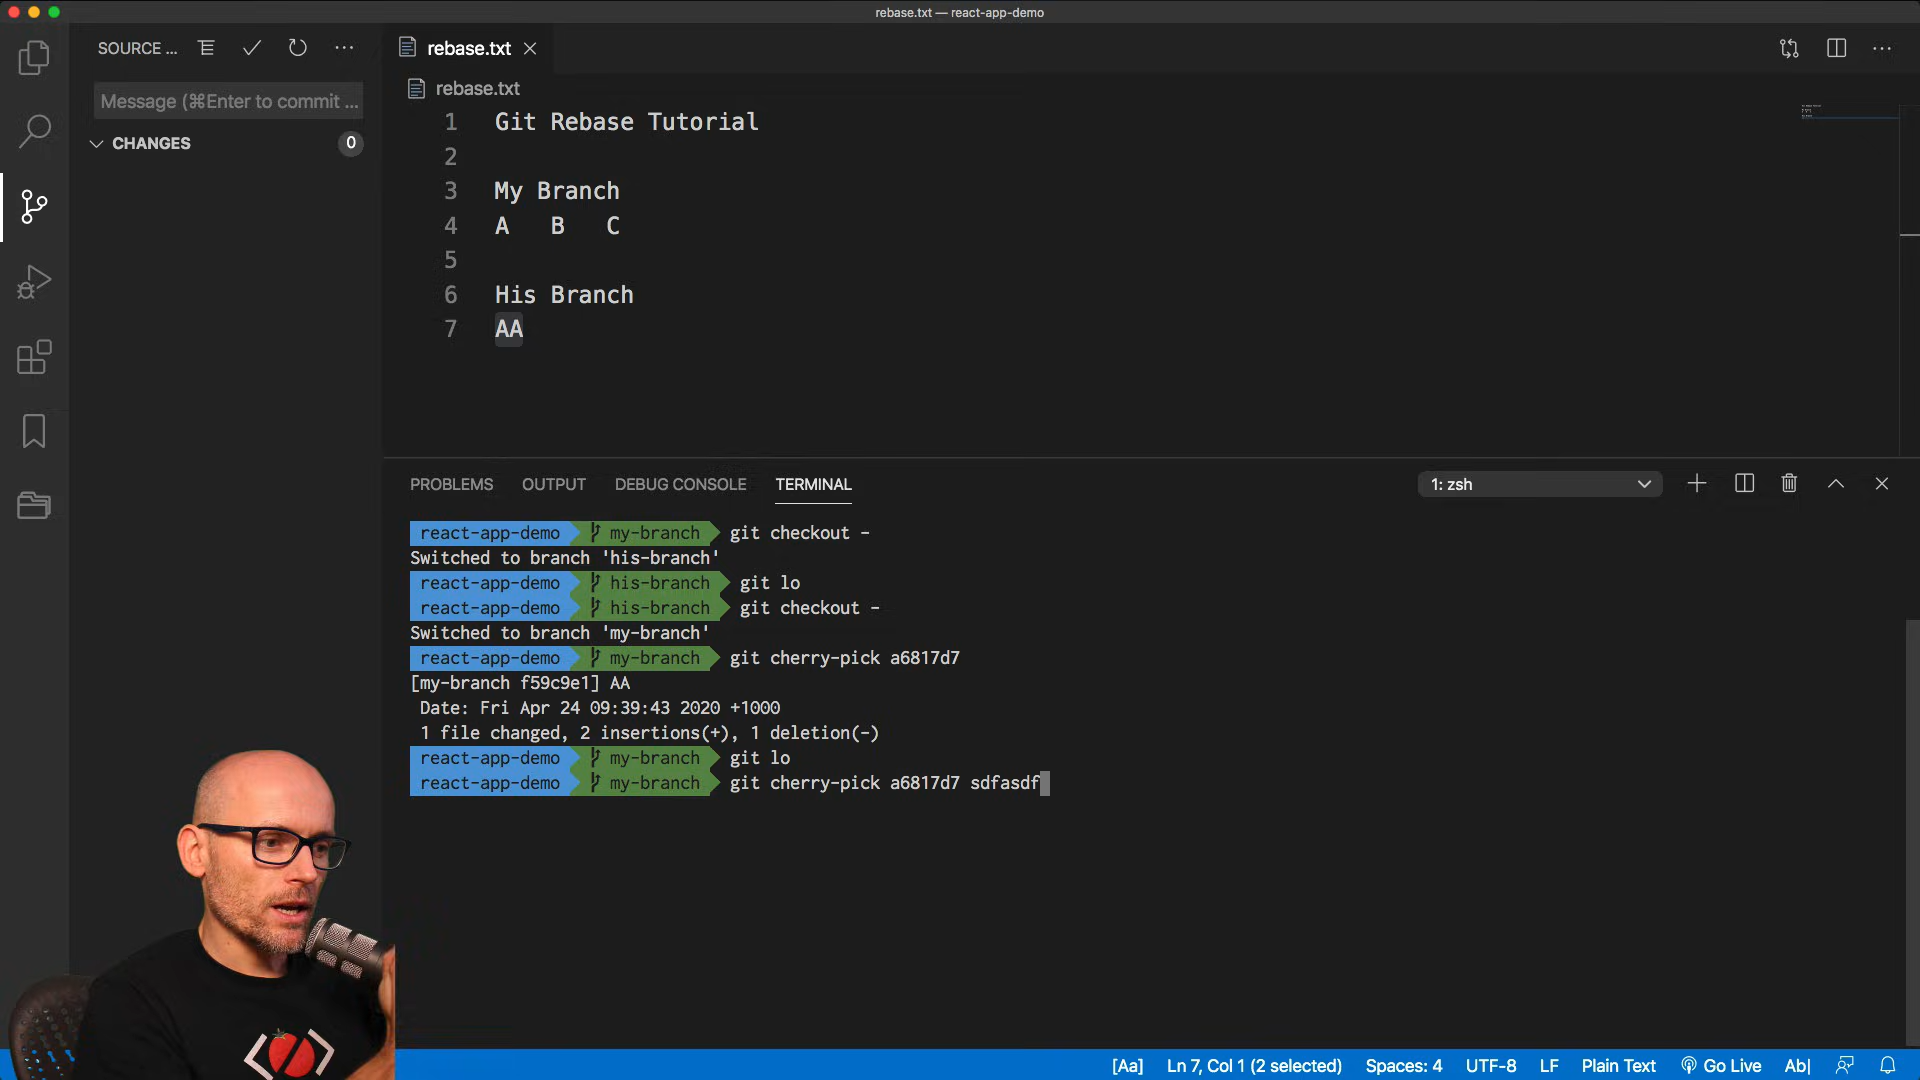 rebase.txt — react-app-demo
SOURCE ...
rebase.txt
Message (⌘Enter to commit ...
rebase.txt
CHANGES
0
1 Git Rebase Tutorial
2
3 My Branch
4 A B C
5
6 His Branch
7 AA
PROBLEMS OUTPUT DEBUG CONSOLE TERMINAL
1: zsh
react-app-demo my-branch git checkout -
Switched to branch 'his-branch'
react-app-demo his-branch git lo
react-app-demo his-branch git checkout -
Switched to branch 'my-branch'
react-app-demo my-branch git cherry-pick a6817d7
[my-branch f59c9e1] AA
Date: Fri Apr 24 09:39:43 2020 +1000
1 file changed, 2 insertions(+), 1 deletion(-)
react-app-demo my-branch git lo
react-app-demo my-branch git cherry-pick a6817d7 sdfasdf
[Aa] Ln 7, Col 1 (2 selected) Spaces: 4 UTF-8 LF Plain Text Go Live Ab|